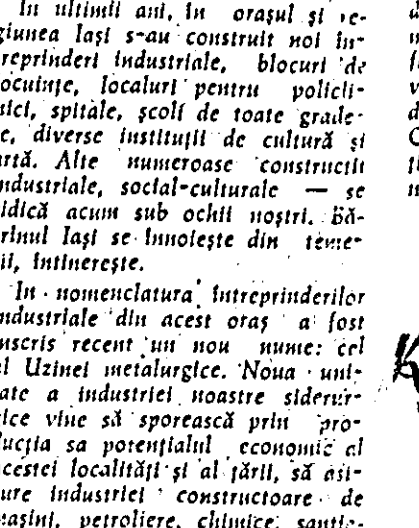 In ultimii ani, in orașul și re-
giunea Iași s-au construit noi în-
treprinderi industriale, blocuri de
locuințe, localuri pentru policli-
nici, spitale, școli de toate grade-
le, diverse instituții de cultură și
artă. Alte numeroase construcții
industriale, social-culturale — se
ridică acum sub ochii noștri. Bă-
trînul Iași se înnoiește din teme-
lii, întinerește.
In nomenclatura întreprinderilor
industriale din acest oraș a fost
înscris recent un nou nume: cel
al Uzinei metalurgice. Noua uni-
tate a industriei noastre siderur-
gice vine să sporească prin pro-
ducția sa potențialul economic al
acestei localități și al țării, să asi-
gure industriei constructoare de
mașini, petroliere, chimice, șantie-